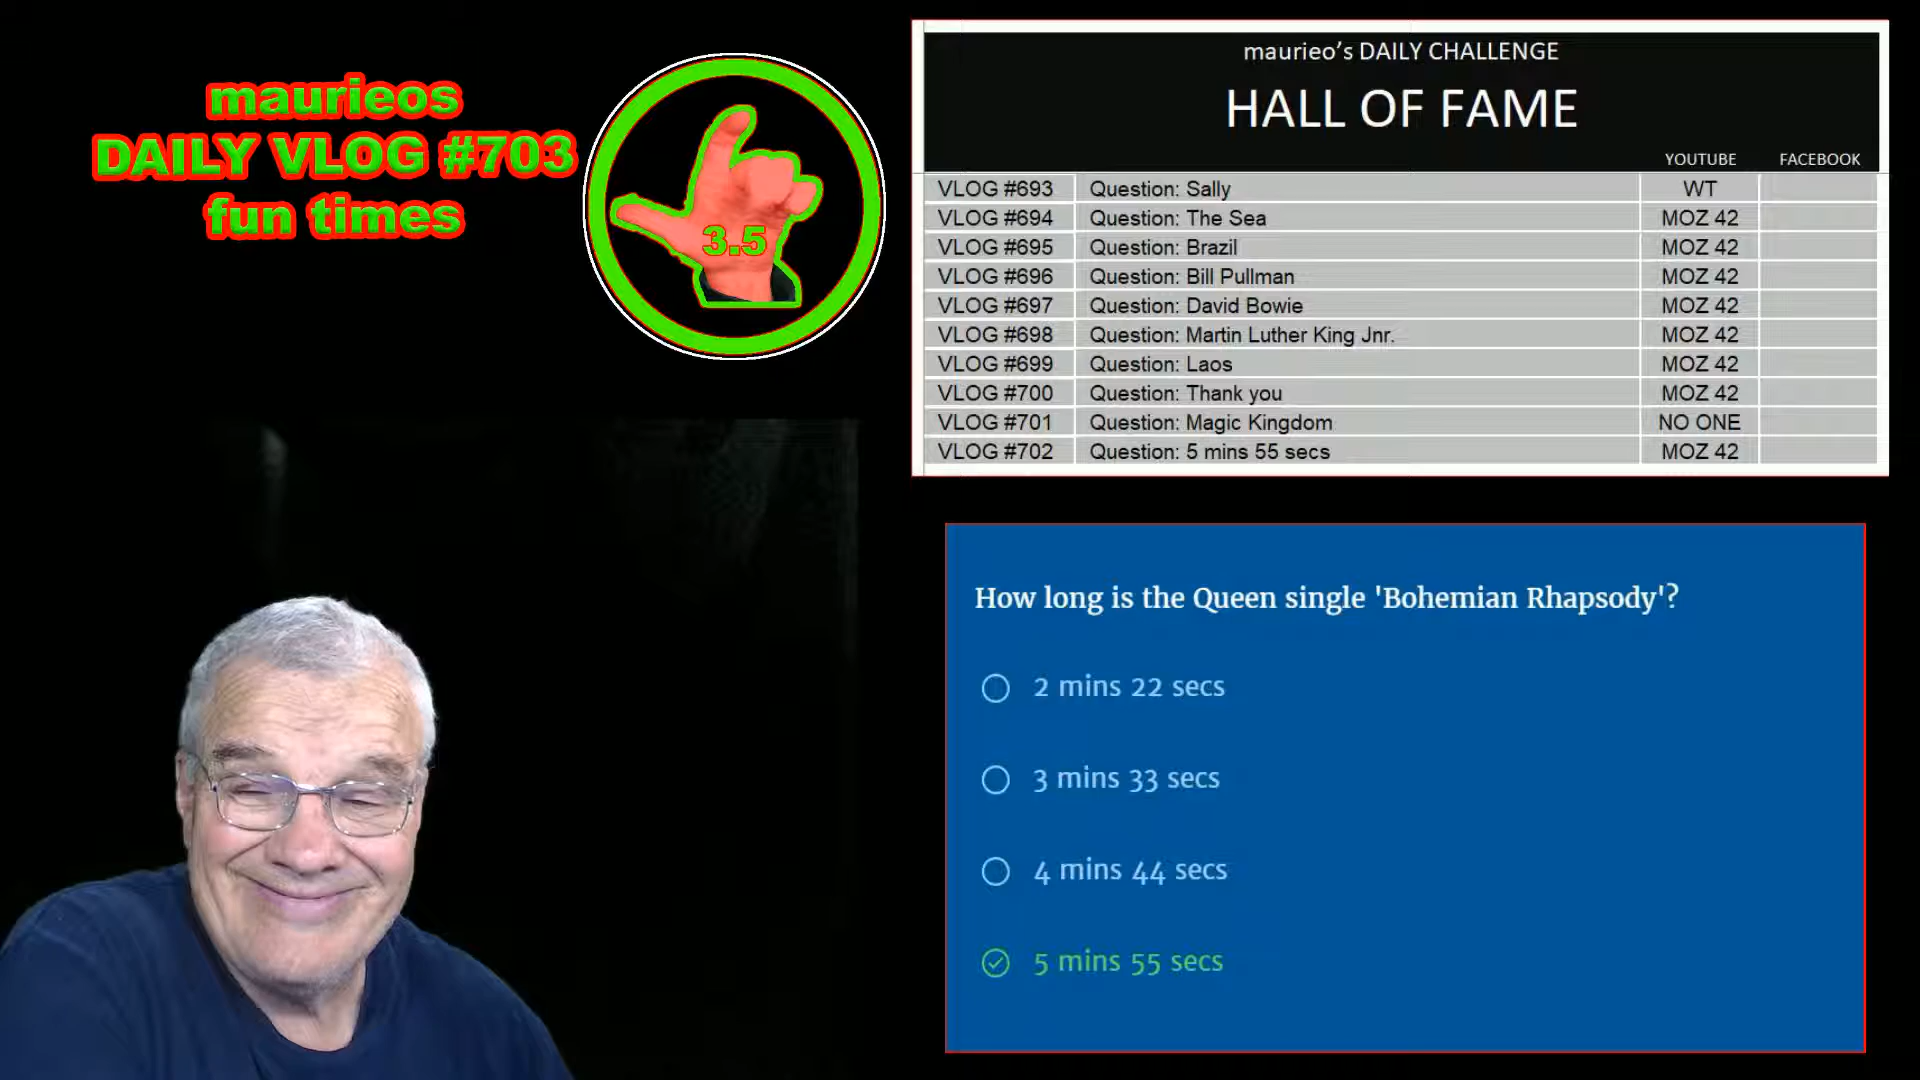 maurieos
DAILY VLOG #703
fun times
3.5
maurieo’s DAILY CHALLENGE
HALL OF FAME
YOUTUBE FACEBOOK
VLOG #693 Question: Sally WT
VLOG #694 Question: The Sea MOZ 42
VLOG #695 Question: Brazil MOZ 42
VLOG #696 Question: Bill Pullman MOZ 42
VLOG #697 Question: David Bowie MOZ 42
VLOG #698 Question: Martin Luther King Jnr. MOZ 42
VLOG #699 Question: Laos MOZ 42
VLOG #700 Question: Thank you MOZ 42
VLOG #701 Question: Magic Kingdom NO ONE
VLOG #702 Question: 5 mins 55 secs MOZ 42
How long is the Queen single 'Bohemian Rhapsody'?
2 mins 22 secs
3 mins 33 secs
4 mins 44 secs
5 mins 55 secs